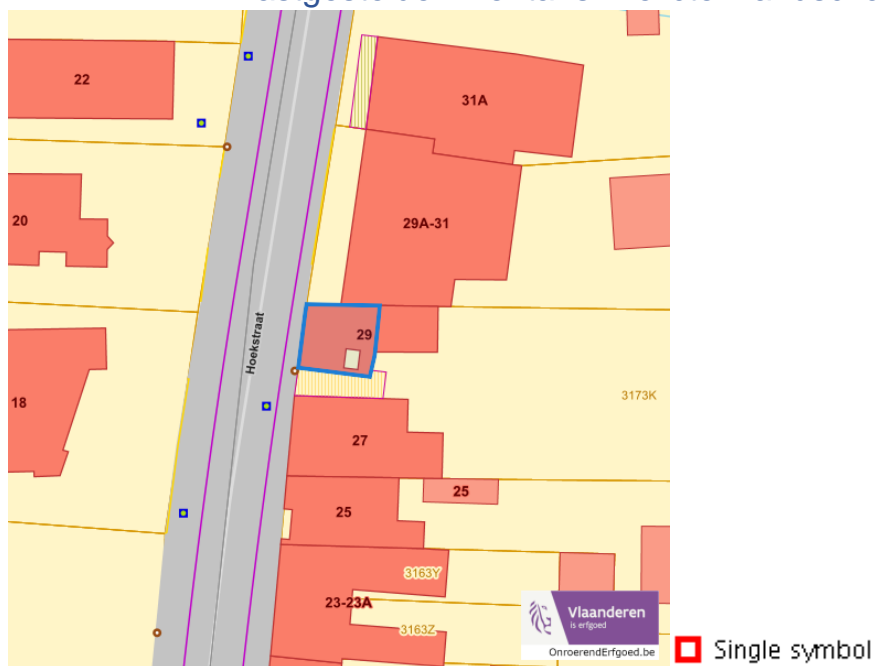 22
31A
20
29A-31
Hoekstraat
29
3173K
18
27
25
25
3163Y
23-23A
3163Z
Vlaanderen
is erfgoed
OnroerendErfgoed.be
Single symbol